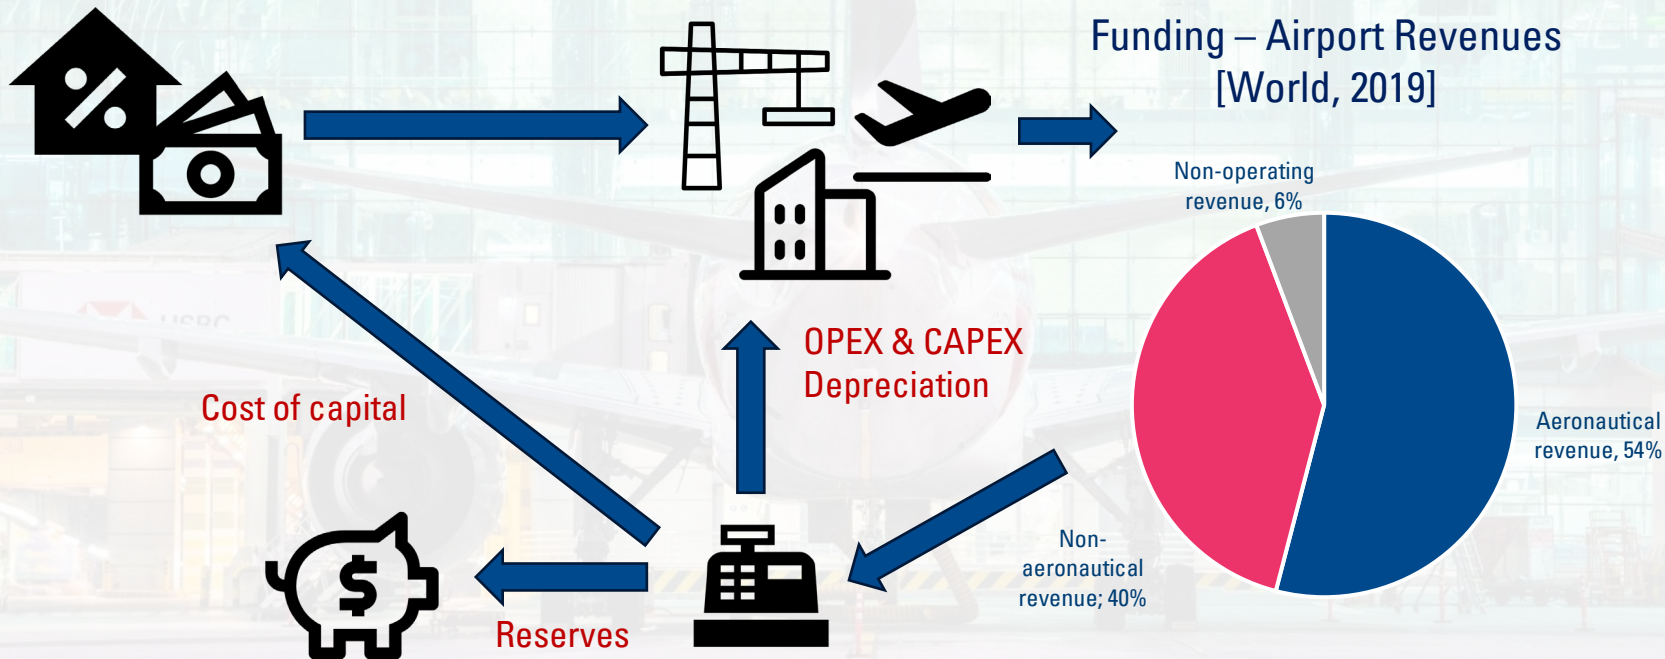 Funding – Airport Revenues
[World, 2019]
Non-operating
revenue, 6%
OPEX & CAPEX
Depreciation
Cost of capital
Aeronautical
revenue, 54%
Non-
aeronautical
revenue; 40%
Reserves
$
%
HSBC